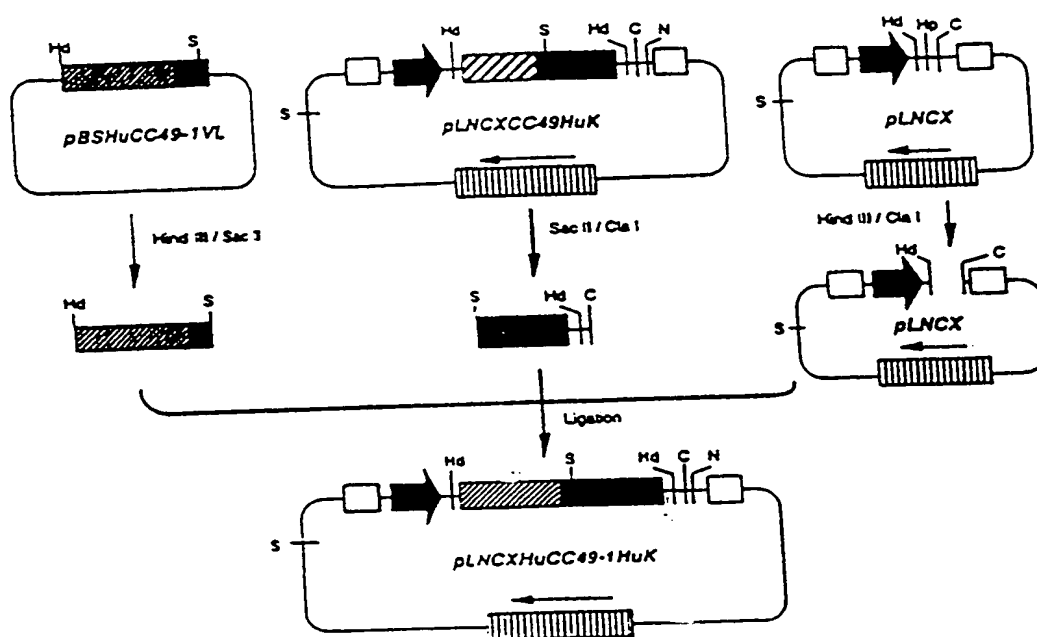 Hd S
pBSHuCC49-1VL
Hind III / Sac I
Hd S
Hd S Hd C N
S
pLNCXCC49HuK
Sac II / Cla I
S Hd C
Hd Hp C
S
pLNCX
Hind III / Cla I
Hd C
S
pLNCX
Ligation
Hd S Hd C N
S
pLNCXHuCC49-1HuK